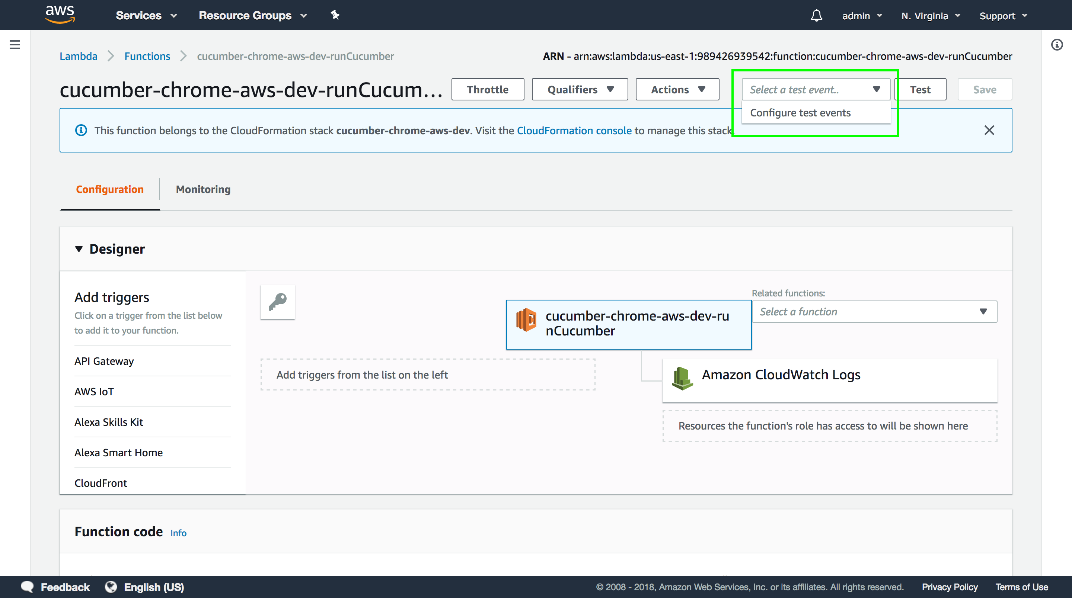 aws
Services
Resource Groups
admin
N. Virginia
Support
Lambda
Functions
cucumber-chrome-aws-dev-runCucumber
ARN - arn:aws:lambda:us-east-1:989426939542:function:cucumber-chrome-aws-dev-runCucumber
cucumber-chrome-aws-dev-runCucum...
Throttle
Qualifiers
Actions
Select a test event..
Test
Save
Configure test events
This function belongs to the CloudFormation stack cucumber-chrome-aws-dev. Visit the CloudFormation console to manage this stack
Configuration
Monitoring
Designer
Add triggers
Click on a trigger from the list below
to add it to your function.
API Gateway
AWS IoT
Alexa Skills Kit
Alexa Smart Home
CloudFront
Add triggers from the list on the left
cucumber-chrome-aws-dev-ru
nCucumber
Related functions:
Select a function
Amazon CloudWatch Logs
Resources the function's role has access to will be shown here
Function code Info
Feedback
English (US)
© 2008 - 2018, Amazon Web Services, Inc. or its affiliates. All rights reserved.
Privacy Policy
Terms of Use